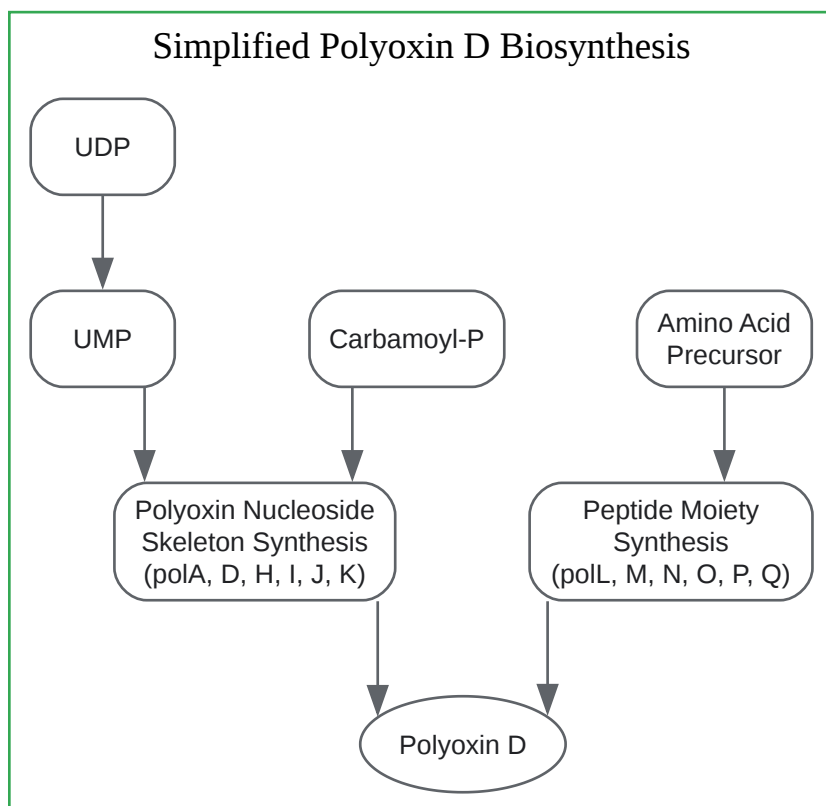 Simplified Polyoxin D Biosynthesis
UDP
UMP
Carbamoyl-P
Amino Acid
Precursor
Polyoxin Nucleoside
Skeleton Synthesis
(polA, D, H, I, J, K)
Peptide Moiety
Synthesis
(polL, M, N, O, P, Q)
Polyoxin D